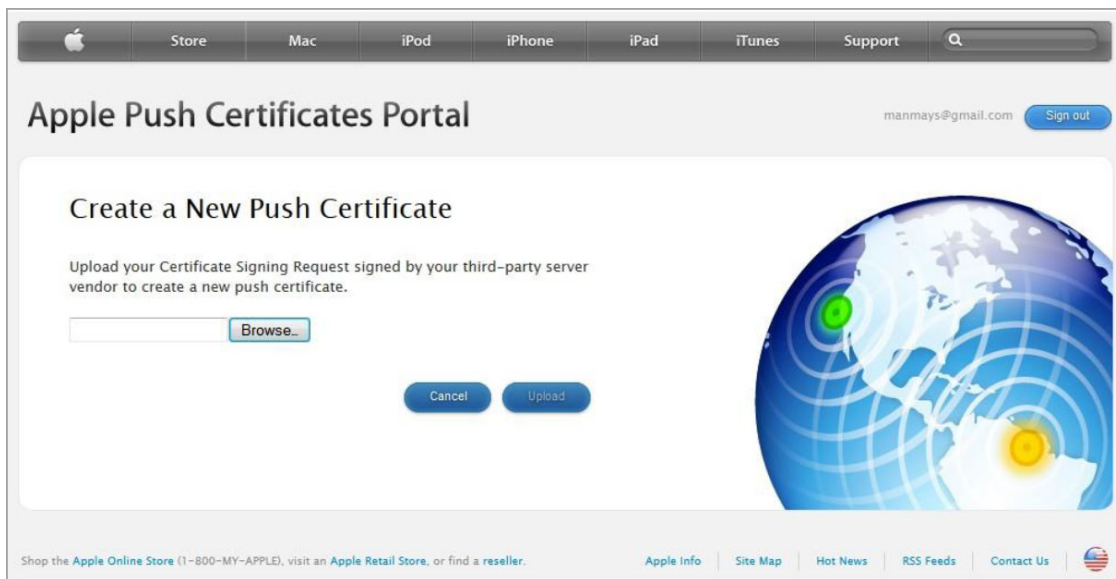 Store Mac iPod iPhone iPad iTunes Support
Apple Push Certificates Portal
manmays@gmail.com Sign out
Create a New Push Certificate
Upload your Certificate Signing Request signed by your third-party server
vendor to create a new push certificate.
Browse...
Cancel Upload
Shop the Apple Online Store (1-800-MY-APPLE), visit an Apple Retail Store, or find a reseller. Apple Info Site Map Hot News RSS Feeds Contact Us